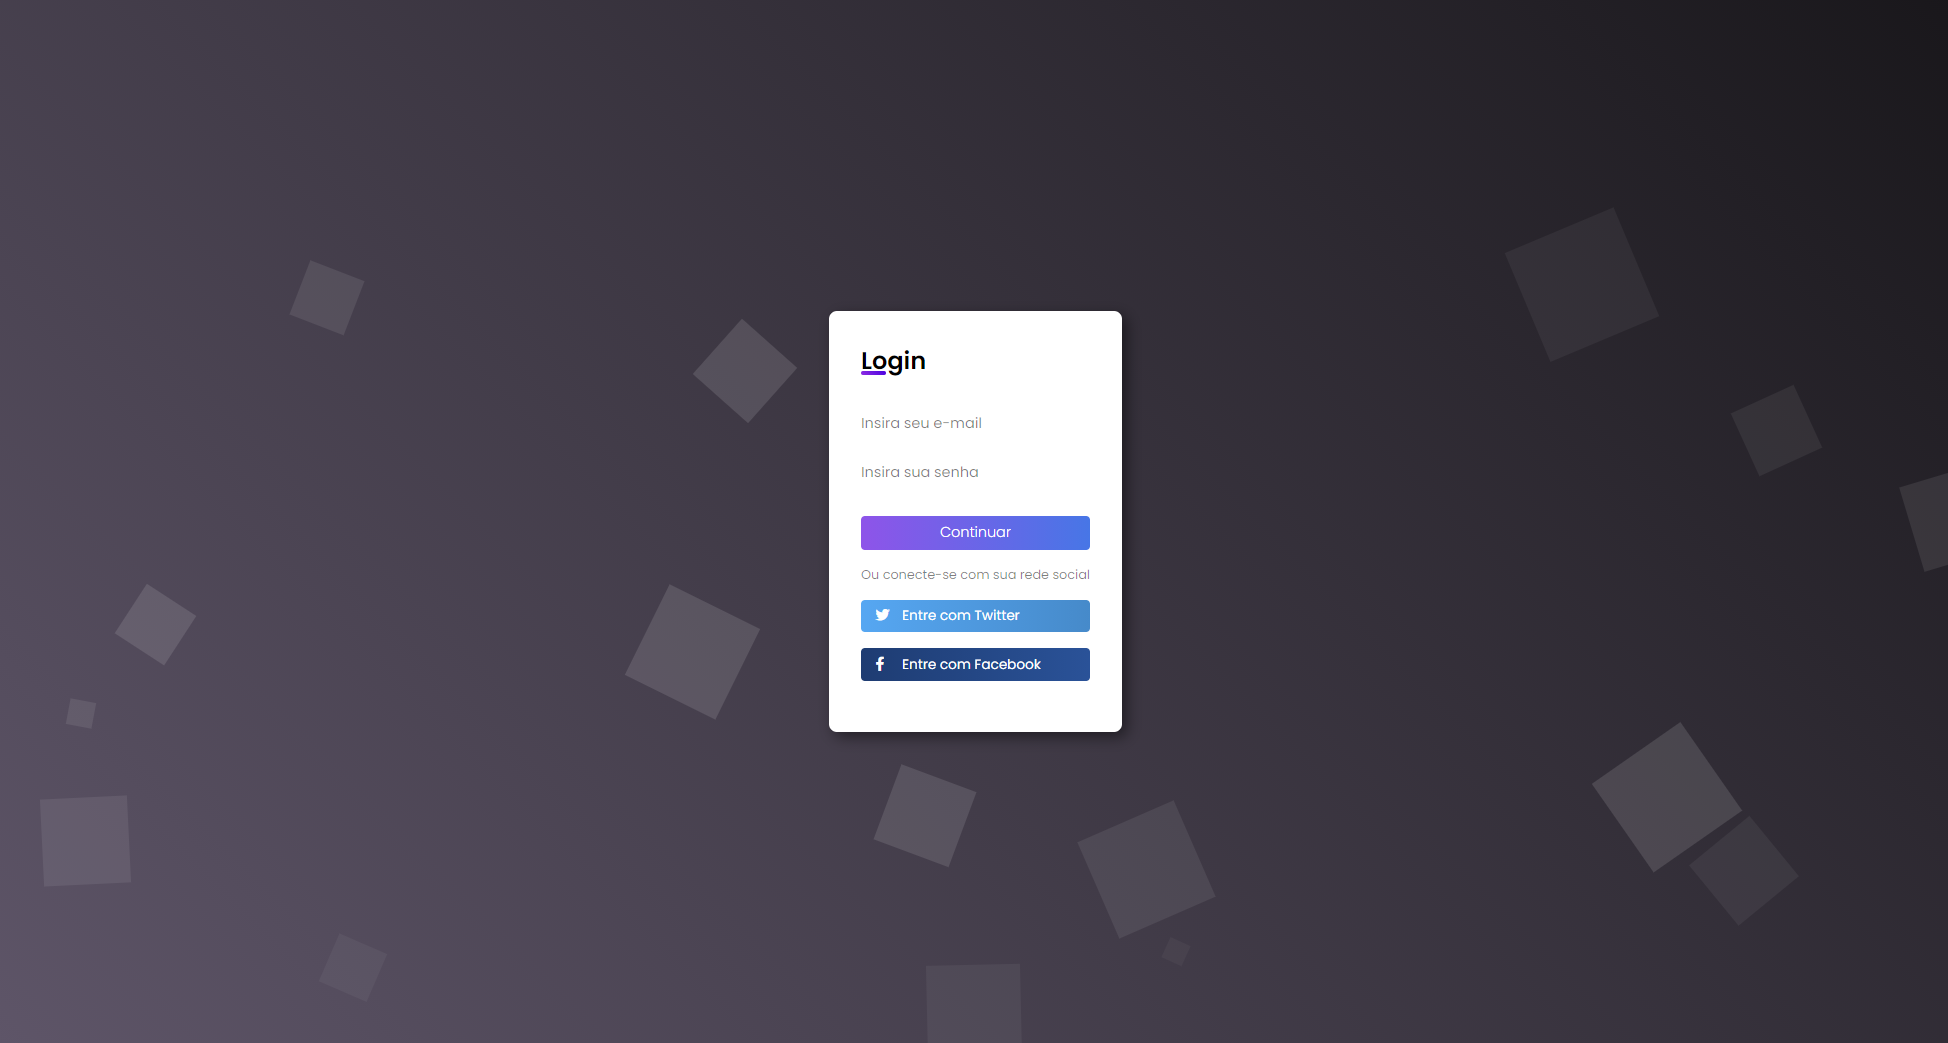 Login
Insira seu e-mail
Insira sua senha
Continuar
Ou conecte-se com sua rede social
Entre com Twitter
Entre com Facebook